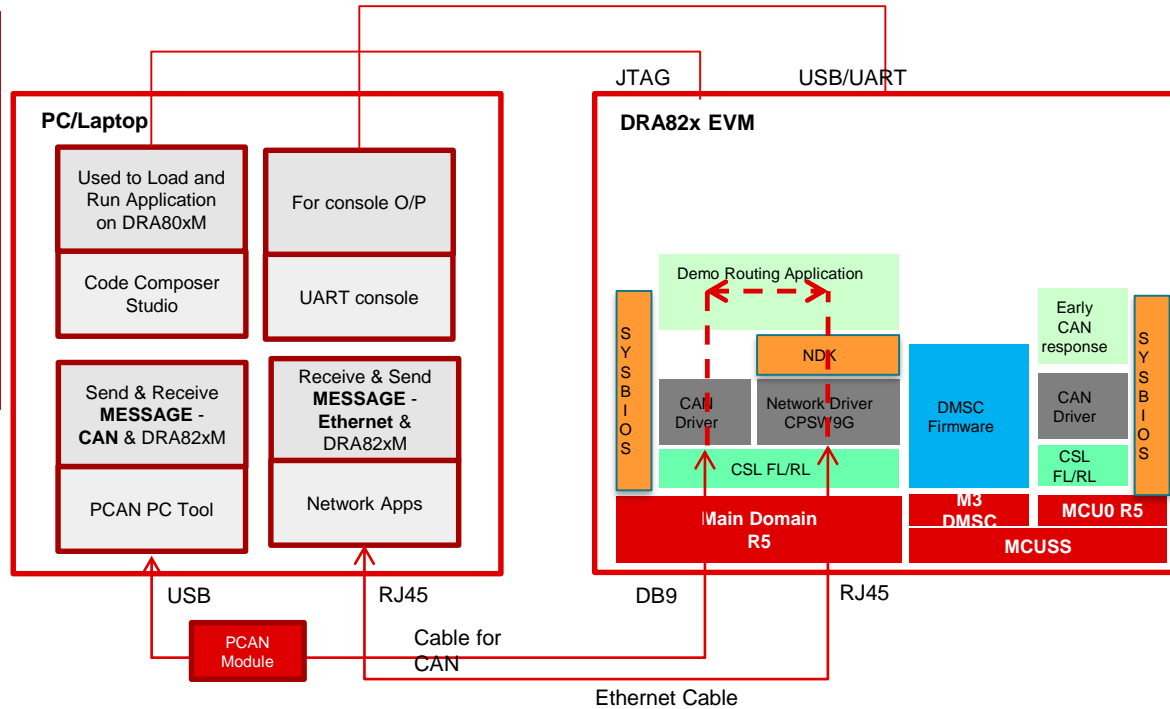 JTAG
USB/UART
PC/Laptop
DRA82x EVM
Used to Load and
Run Application
on DRA80xM
For console O/P
Code Composer
Studio
UART console
Send & Receive
MESSAGE -
CAN & DRA82xM
Receive & Send
MESSAGE -
Ethernet &
DRA82xM
PCAN PC Tool
Network Apps
Demo Routing Application
SYSBIOS
NDK
CAN
Driver
Network Driver
CPSW9G
CSL FL/RL
Main Domain
R5
DMSC
Firmware
M3
DMSC
MCUSS
Early
CAN
response
CAN
Driver
CSL
FL/RL
MCU0 R5
SYSBIOS
USB
RJ45
DB9
RJ45
PCAN
Module
Cable for
CAN
Ethernet Cable